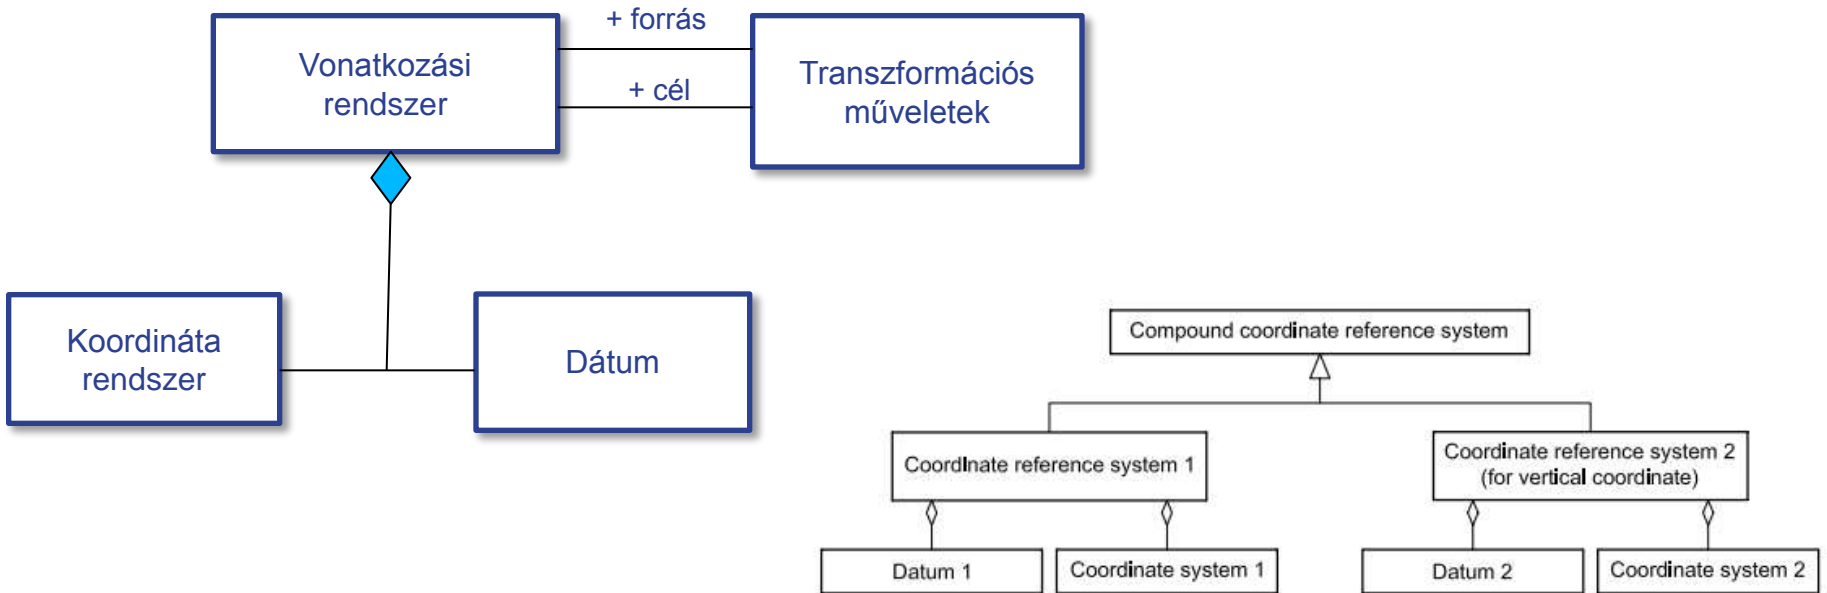 + forrás
Vonatkozási
rendszer
+ cél
Transzformációs
műveletek
Koordináta
rendszer
Dátum
Compound coordinate reference system
Coordinate reference system 1
Coordinate reference system 2
(for vertical coordinate)
Datum 1
Coordinate system 1
Datum 2
Coordinate system 2